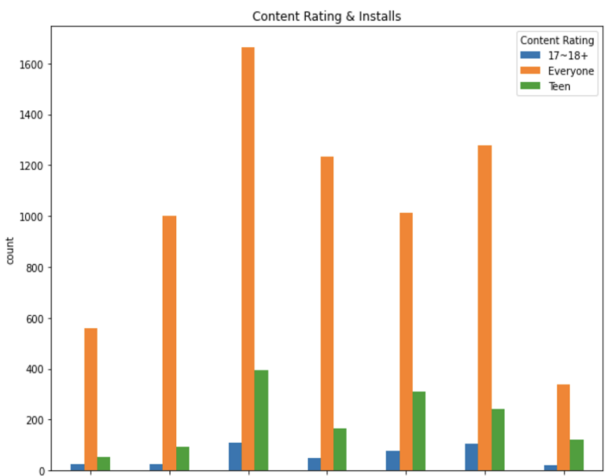 Content Rating & Installs
Content Rating
17~18+
Everyone
Teen
1600
1400
1200
1000
800
600
400
200
0
count